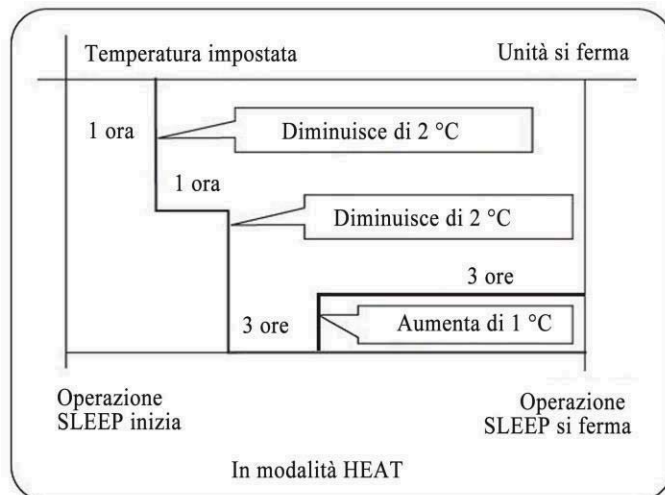 Temperatura impostata
Unità si ferma
1 ora
Diminuisce di 2 °C
1 ora
Diminuisce di 2 °C
3 ore
3 ore
Aumenta di 1 °C
Operazione
SLEEP inizia
Operazione
SLEEP si ferma
In modalità HEAT